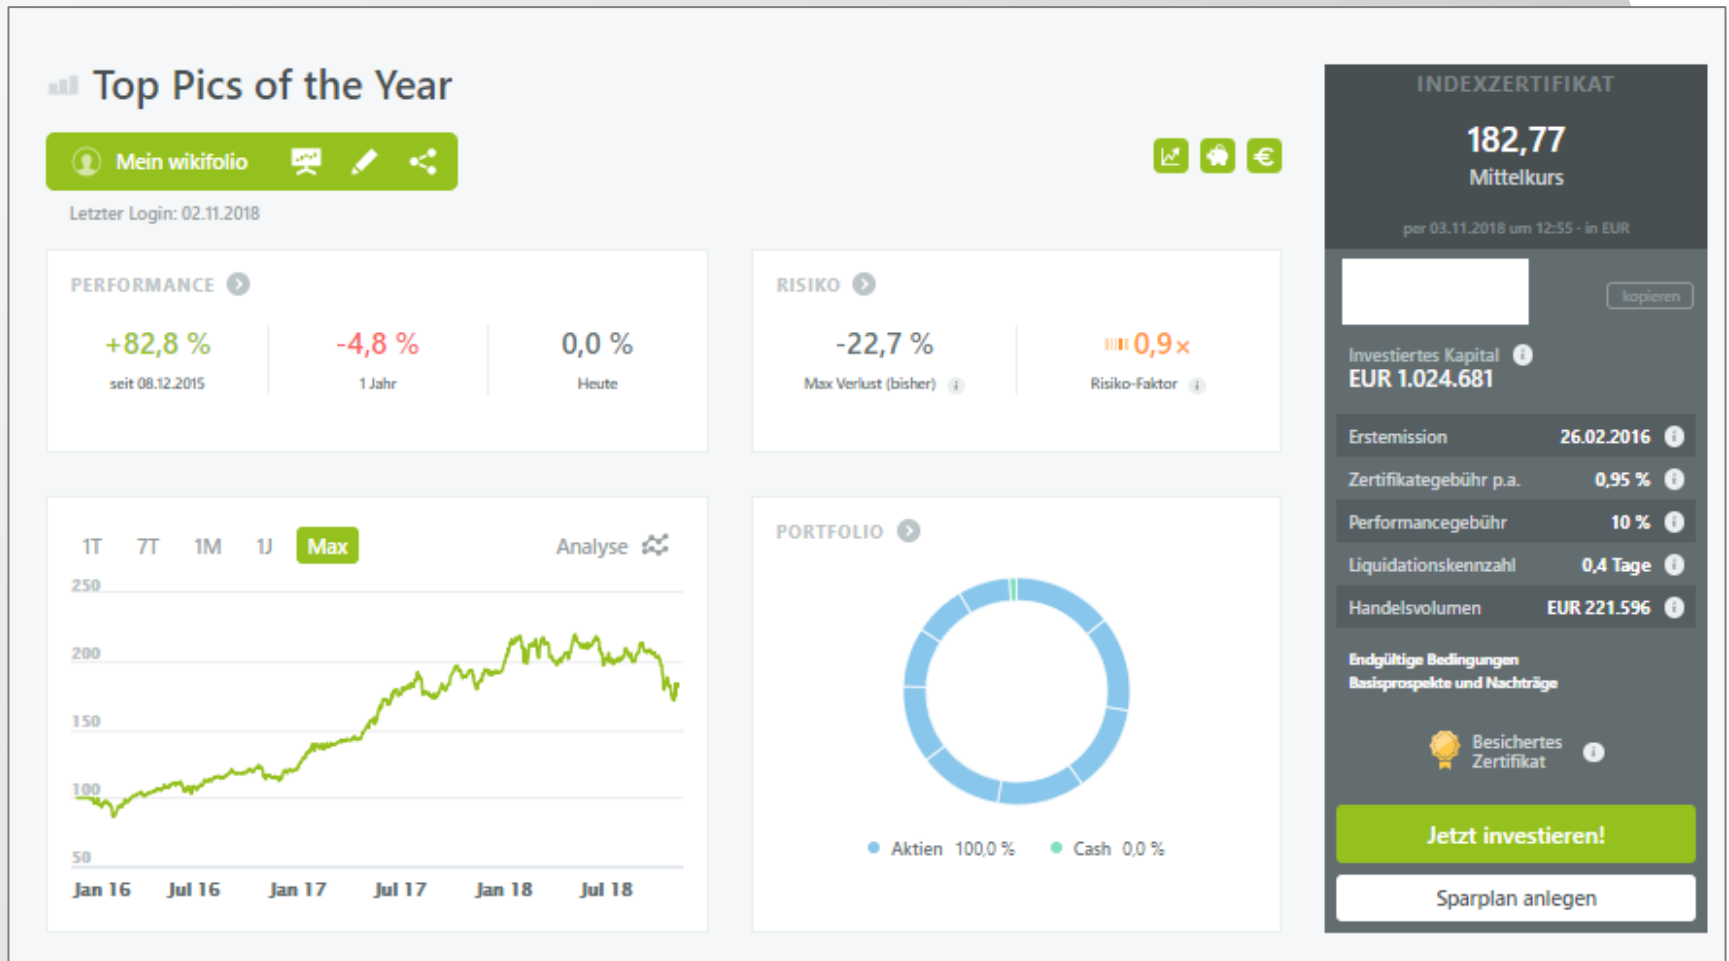 Top Pics of the Year
Mein wikifolio
Letzter Login: 02.11.2018
PERFORMANCE
+82,8 %
seit 08.12.2015
-4,8 %
1 Jahr
0,0 %
Heute
RISIKO
-22,7 %
Max Verlust (bisher)
0,9 ×
Risiko-Faktor
1T 7T 1M 1J Max
Analyse
250
200
150
100
50
Jan 16 Jul 16 Jan 17 Jul 17 Jan 18 Jul 18
PORTFOLIO
Aktien 100,0 % Cash 0,0 %
INDEXZERTIFIKAT
182,77
Mittelkurs
per 03.11.2018 um 12:55 - in EUR
kopieren
Investiertes Kapital
EUR 1.024.681
Erstemission 26.02.2016
Zertifikategebühr p.a. 0,95 %
Performancegebühr 10 %
Liquidationskennzahl 0,4 Tage
Handelsvolumen EUR 221.596
Endgültige Bedingungen
Basisprospekte und Nachträge
Besichertes
Zertifikat
Jetzt investieren!
Sparplan anlegen